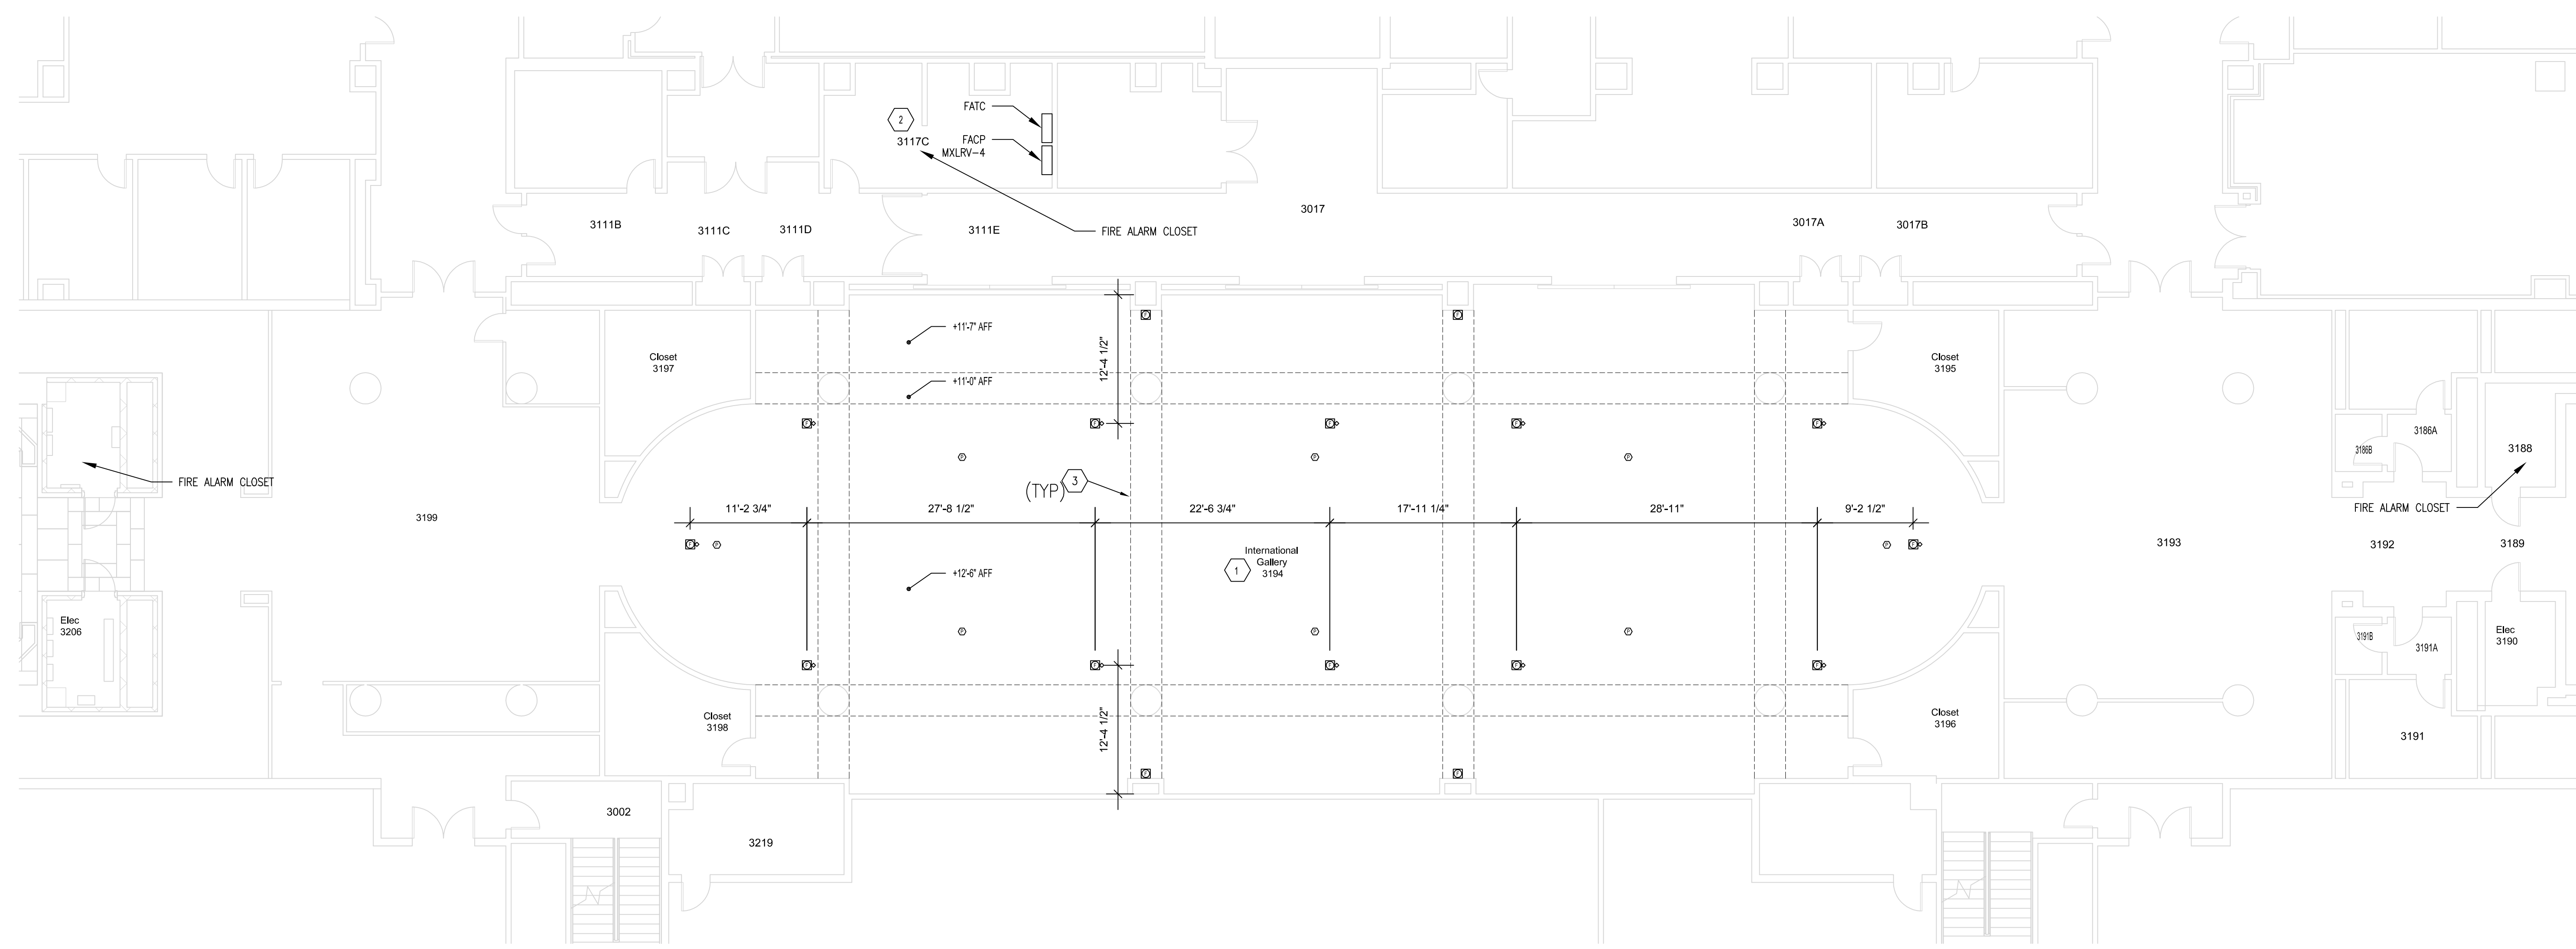 FATC
2
3117C
FACP
MXLRV-4
3111B
3111C
3111D
3111E
FIRE ALARM CLOSET
3017
3017A
3017B
+11'-7" AFF
12'-4 1/2"
Closet
3197
+11'-0" AFF
Closet
3195
3186A
3186B
3188
FIRE ALARM CLOSET
(TYP)
3
FIRE ALARM CLOSET
3199
11'-2 3/4"
27'-8 1/2"
22'-6 3/4"
17'-11 1/4"
28'-11"
9'-2 1/2"
3193
3192
3189
International
Gallery
3194
1
+12'-6" AFF
Elec
3206
Elec
3190
3191B
3191A
Closet
3198
12'-4 1/2"
Closet
3196
3191
3002
3219